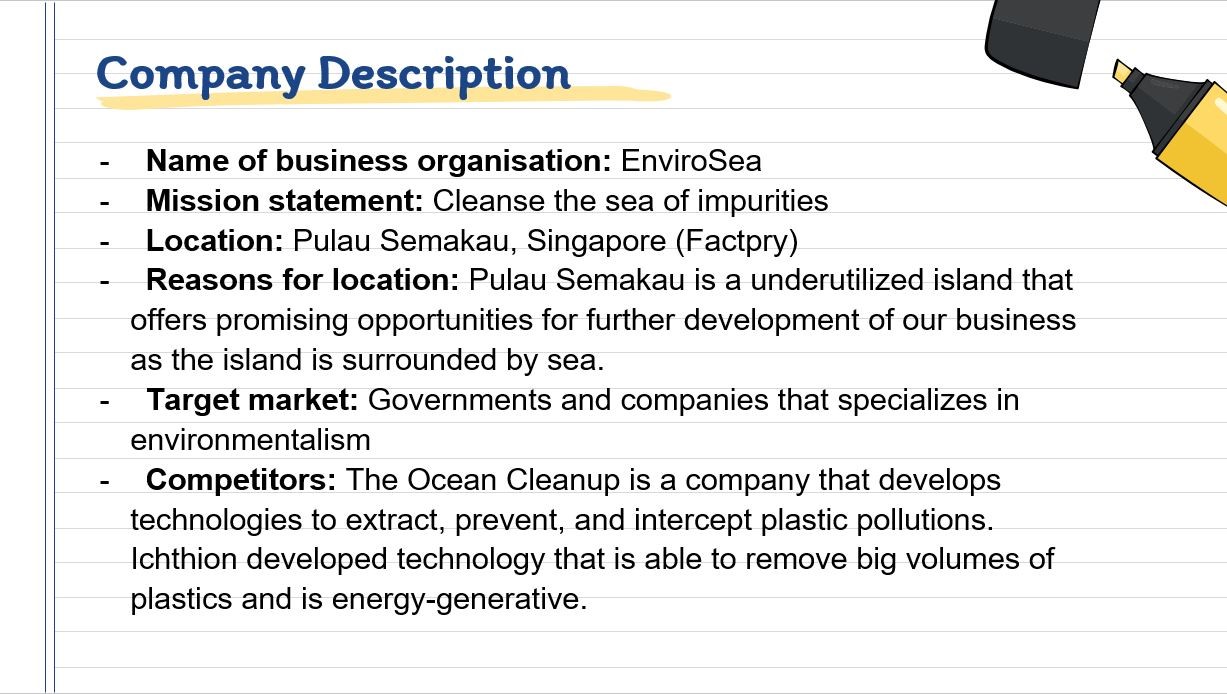 Company Description
- Name of business organisation: EnviroSea
- Mission statement: Cleanse the sea of impurities
- Location: Pulau Semakau, Singapore (Factpry)
- Reasons for location: Pulau Semakau is a underutilized island that
offers promising opportunities for further development of our business
as the island is surrounded by sea.
- Target market: Governments and companies that specializes in
environmentalism
- Competitors: The Ocean Cleanup is a company that develops
technologies to extract, prevent, and intercept plastic pollutions.
Ichthion developed technology that is able to remove big volumes of
plastics and is energy-generative.